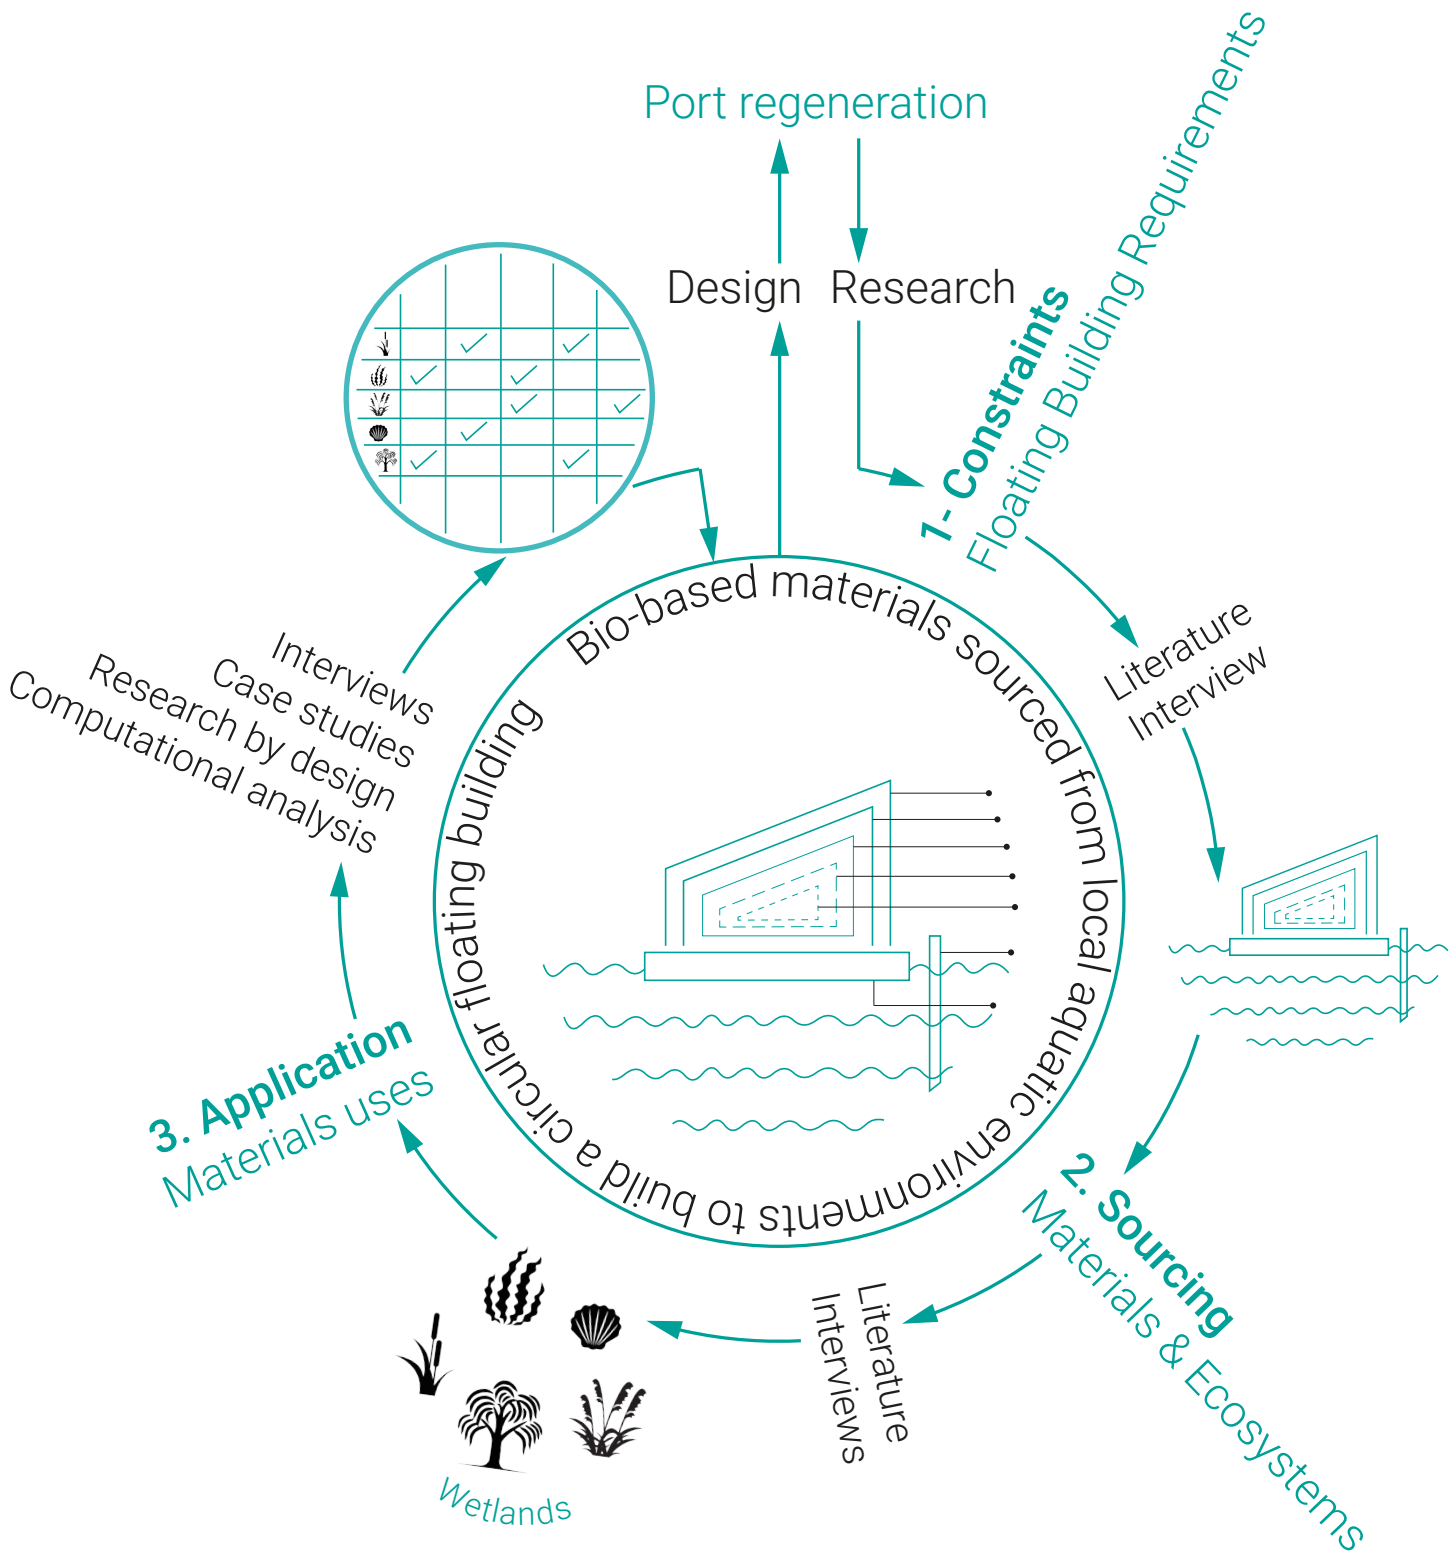 Port regeneration
Design
Research
1- Constraints
Floating Building Requirements
Literature
Interview
2. Sourcing
Materials & Ecosystems
Literature
Interviews
Wetlands
3. Application
Materials uses
Interviews
Case studies
Research by design
Computational analysis
Bio-based materials sourced from local aquatic environments to build a circular floating building